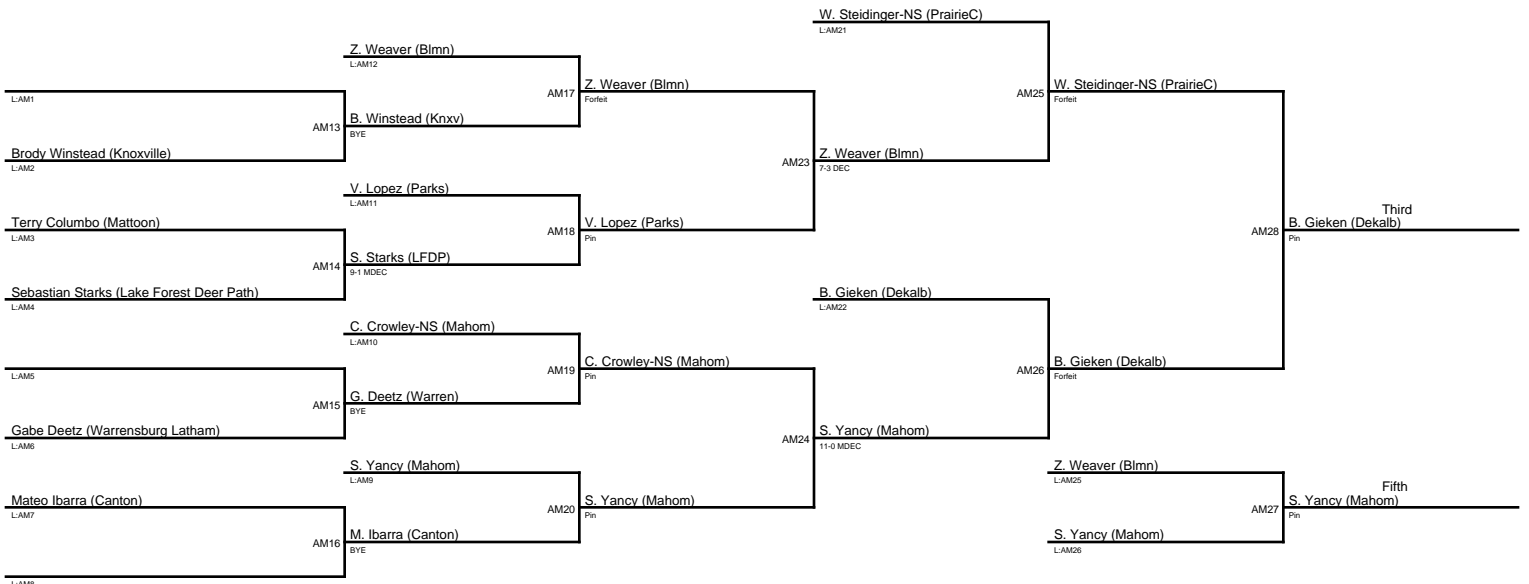 W. Steidinger-NS (PrairieC)
L:AM21
Z. Weaver (Blmn)
L:AM12
L:AM1
AM17
Z. Weaver (Blmn)
Forfeit
AM25
W. Steidinger-NS (PrairieC)
Forfeit
AM13
B. Winstead (Knxv)
BYE
Brody Winstead (Knoxville)
L:AM2
AM23
Z. Weaver (Blmn)
7-3 DEC
V. Lopez (Parks)
L:AM11
Terry Columbo (Mattoon)
L:AM3
AM18
V. Lopez (Parks)
Pin
AM28
Third
B. Gieken (Dekalb)
Pin
AM14
S. Starks (LFDP)
9-1 MDEC
Sebastian Starks (Lake Forest Deer Path)
L:AM4
B. Gieken (Dekalb)
L:AM22
C. Crowley-NS (Mahom)
L:AM10
L:AM5
AM19
C. Crowley-NS (Mahom)
Pin
AM26
B. Gieken (Dekalb)
Forfeit
AM15
G. Deetz (Warren)
BYE
Gabe Deetz (Warrensburg Latham)
L:AM6
AM24
S. Yancy (Mahom)
11-0 MDEC
S. Yancy (Mahom)
L:AM9
Z. Weaver (Blmn)
L:AM25
Mateo Ibarra (Canton)
L:AM7
AM20
S. Yancy (Mahom)
Pin
AM27
Fifth
S. Yancy (Mahom)
Pin
AM16
M. Ibarra (Canton)
BYE
S. Yancy (Mahom)
L:AM26
L:AM8